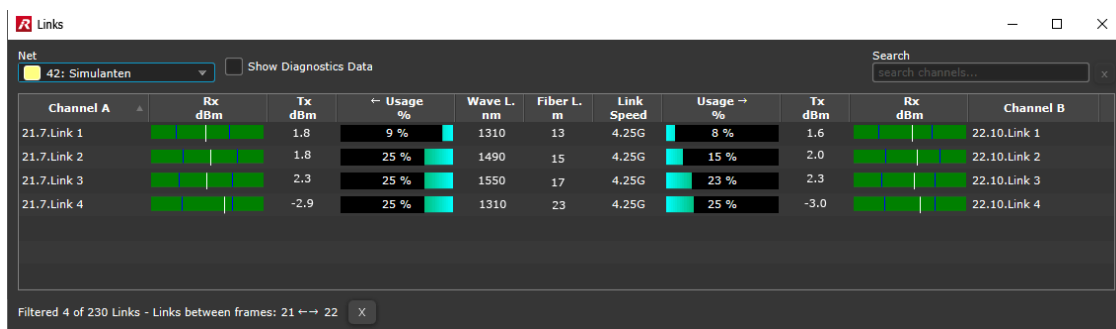 R Links
Net
Search
42: Simulanten
Show Diagnostics Data
search channels...
x
Channel A Rx dBm Tx dBm ← Usage % Wave L. nm Fiber L. m Link Speed Usage → % Tx dBm Rx dBm Channel B
21.7.Link 1 1.8 9 % 1310 13 4.25G 8 % 1.6 22.10.Link 1
21.7.Link 2 1.8 25 % 1490 15 4.25G 15 % 2.0 22.10.Link 2
21.7.Link 3 2.3 25 % 1550 17 4.25G 23 % 2.3 22.10.Link 3
21.7.Link 4 -2.9 25 % 1310 23 4.25G 25 % -3.0 22.10.Link 4
Filtered 4 of 230 Links - Links between frames: 21 ←→ 22 X